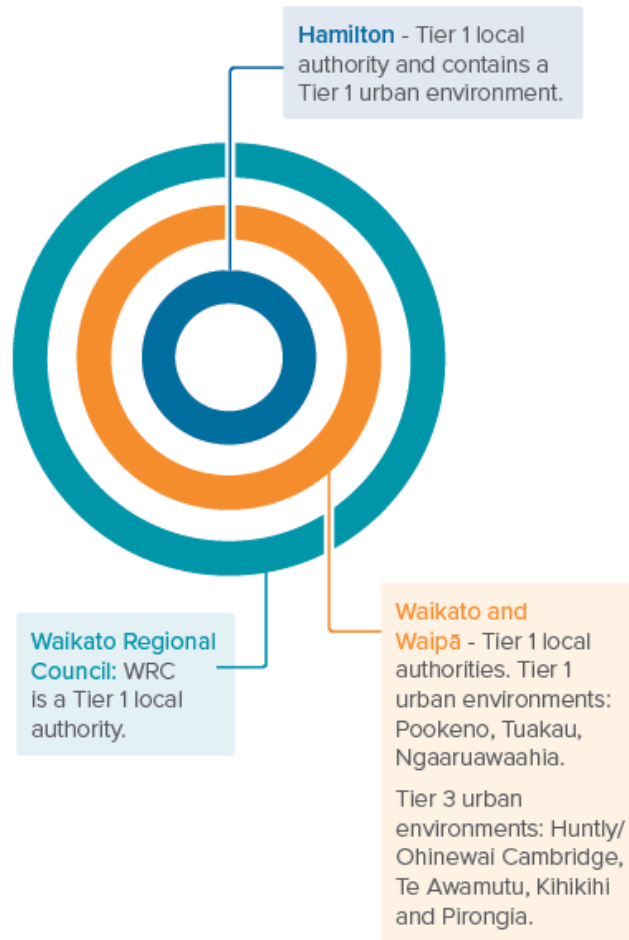 Hamilton - Tier 1 local
authority and contains a
Tier 1 urban environment.
Waikato Regional
Council: WRC
is a Tier 1 local
authority.
Waikato and
Waipā - Tier 1 local
authorities. Tier 1
urban environments:
Pookeno, Tuakau,
Ngaaruawaahia.
Tier 3 urban
environments: Huntly/
Ohinewai Cambridge,
Te Awamutu, Kihikihi
and Pirongia.